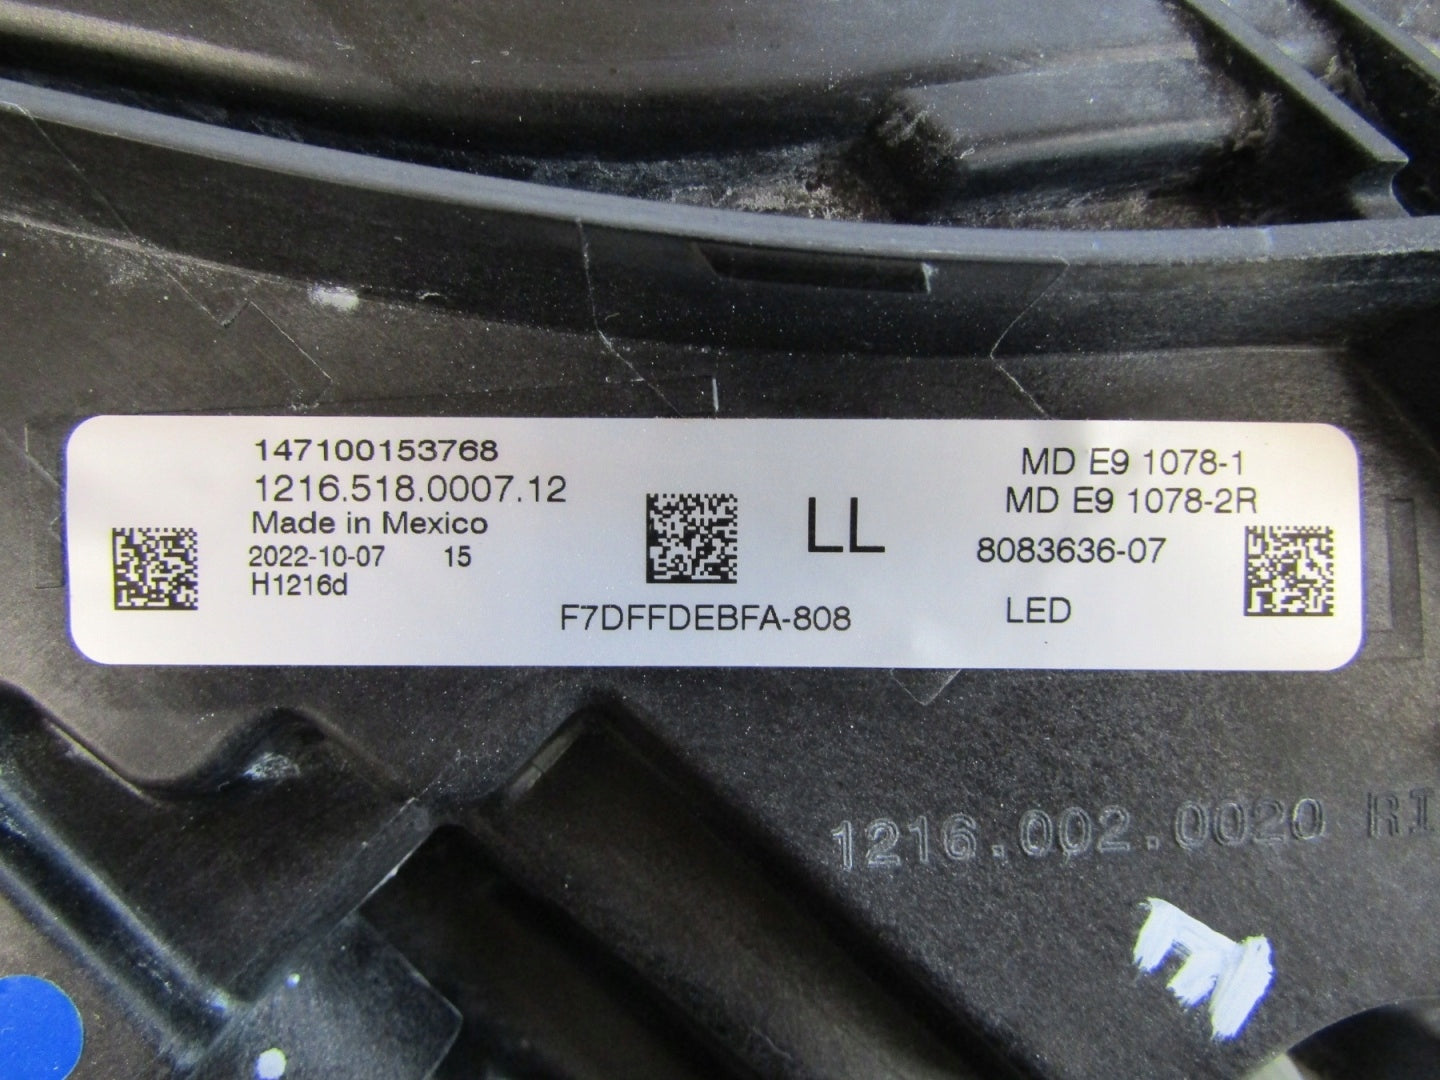 147100153768
1216.518.0007.12
Made in Mexico
2022-10-07 15
H1216d
F7DFFDEBFA-808
LL
MD E9 1078-1
MD E9 1078-2R
8083636-07
LED
1216.002.0020 RI